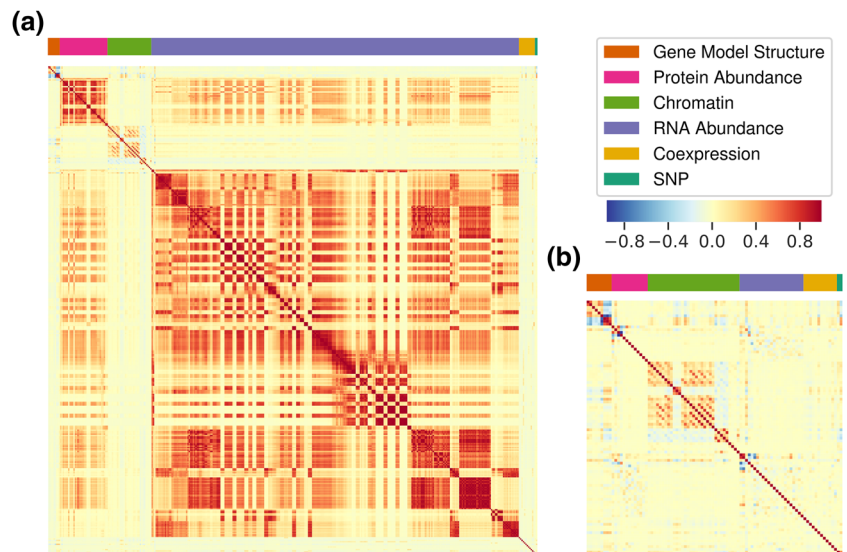 (a)
Gene Model Structure
Protein Abundance
Chromatin
RNA Abundance
Coexpression
SNP
−0.8 −0.4 0.0 0.4 0.8
(b)